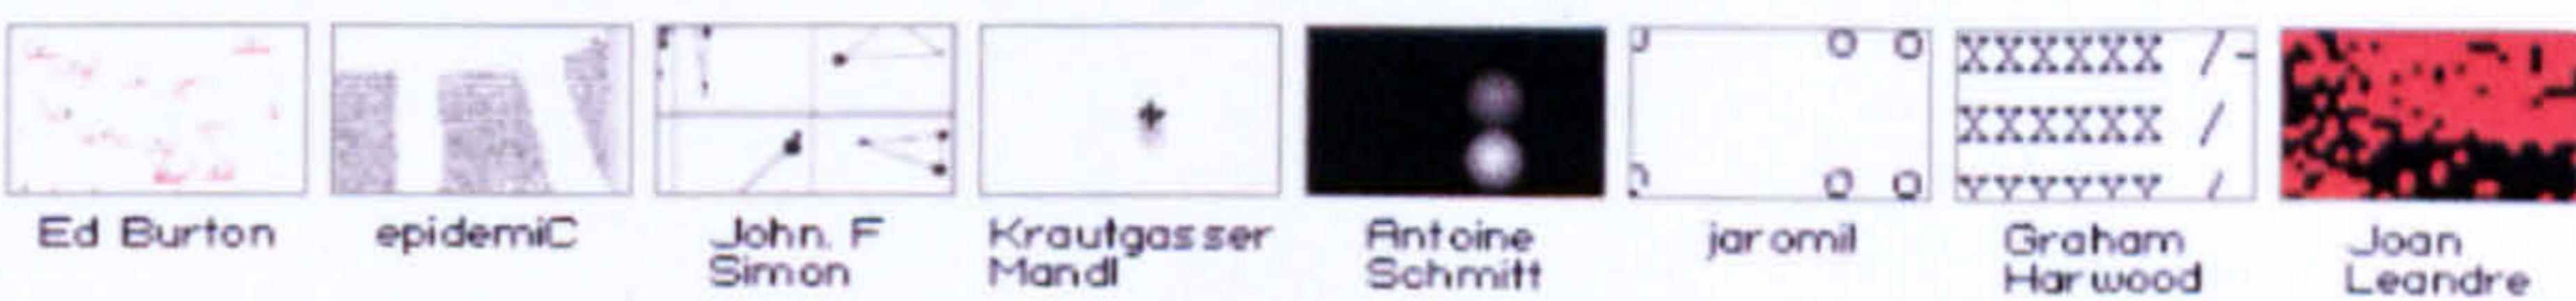 Ed Burton
epidemiC
John. F
Simon
Krautgasser
Mandl
Antoine
Schmitt
jaromil
Graham
Harwood
Joan
Leandre
O O
O O
XXXXXX /-
XXXXXX /